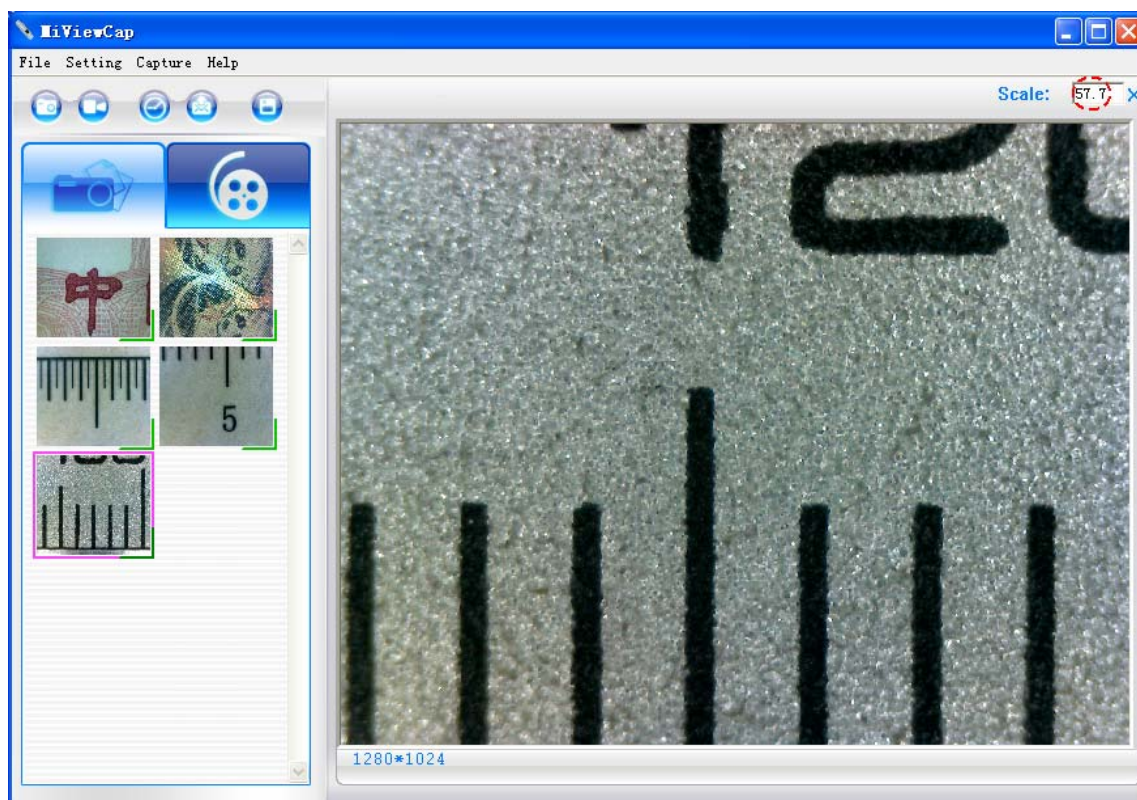 MiViewCap
File Setting Capture Help
Scale: 57.7 ×
中
5
120
1280*1024